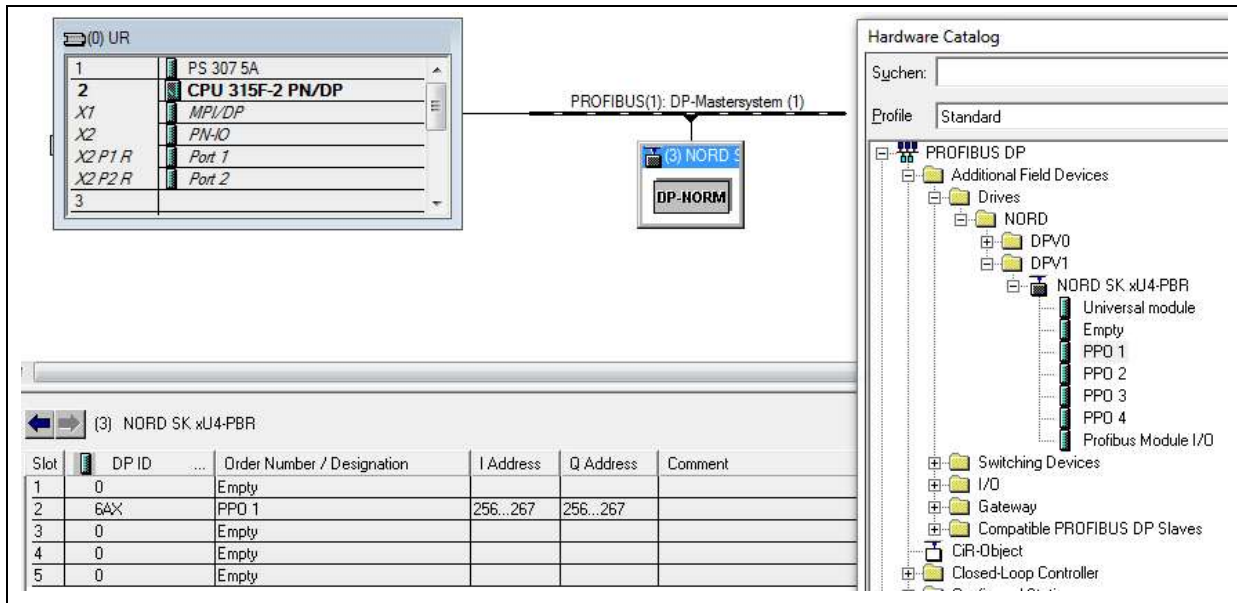 (0) UR
1 PS 307 5A
2 CPU 315F-2 PN/DP
X1 MPI/DP
X2 PN-IO
X2 P1 R Port 1
X2 P2 R Port 2
3
PROFIBUS(1): DP-Mastersystem (1)
(3) NORD S
DP-NORM
Hardware Catalog
Suchen:
Profile Standard
PROFIBUS DP
Additional Field Devices
Drives
NORD
DPV0
DPV1
NORD SK xU4-PBR
Universal module
Empty
PPO 1
PPO 2
PPO 3
PPO 4
Profibus Module I/O
Switching Devices
I/O
Gateway
Compatible PROFIBUS DP Slaves
CiR-Object
Closed-Loop Controller
(3) NORD SK xU4-PBR
Slot DP ID ... Order Number / Designation I Address Q Address Comment
1 0 Empty
2 6AX PPO 1 256...267 256...267
3 0 Empty
4 0 Empty
5 0 Empty